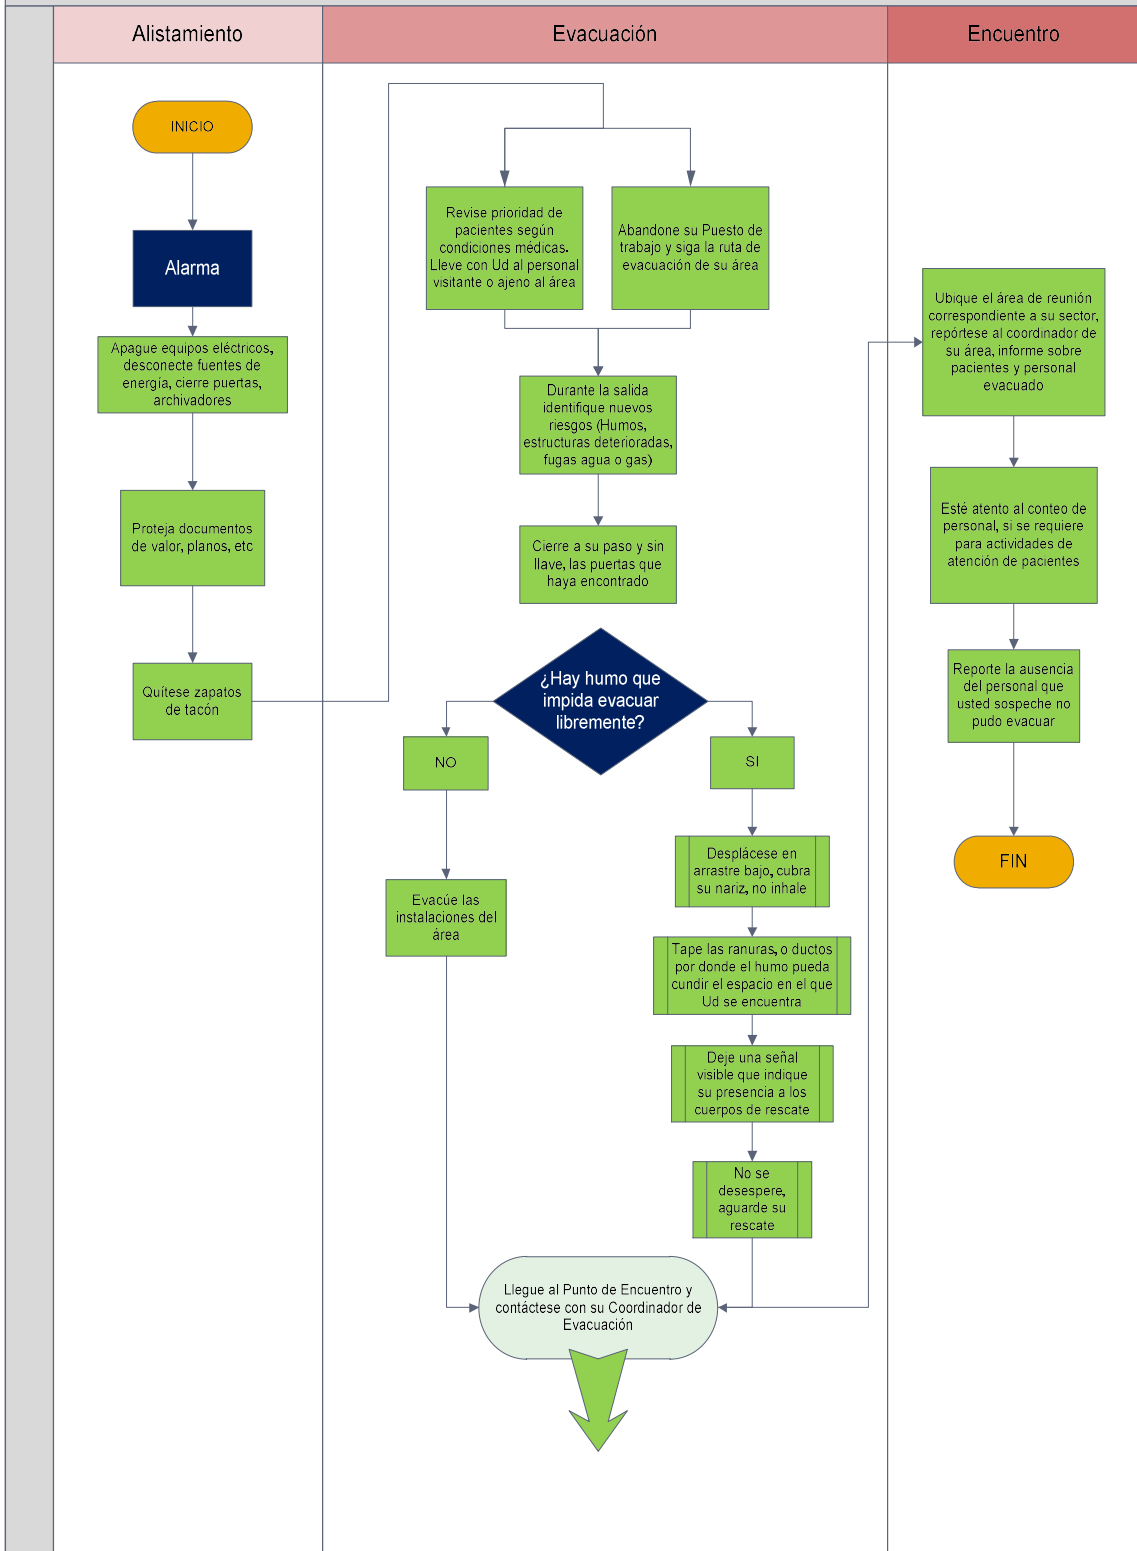 Alistamiento
Evacuación
Encuentro
INICIO
Alarma
Apague equipos eléctricos,
desconecte fuentes de
energía, cierre puertas,
archivadores
Proteja documentos
de valor, planos, etc
Quítese zapatos
de tacón
Revise prioridad de
pacientes según
condiciones médicas.
Lleve con Ud al personal
visitante o ajeno al área
Abandone su Puesto de
trabajo y siga la ruta de
evacuación de su área
Durante la salida
identifique nuevos
riesgos (Humos,
estructuras deterioradas,
fugas agua o gas)
Cierre a su paso y sin
llave, las puertas que
haya encontrado
¿Hay humo que
impida evacuar
libremente?
NO
SI
Evacúe las
instalaciones del
área
Desplácese en
arrastre bajo, cubra
su nariz, no inhale
Tape las ranuras, o ductos
por donde el humo pueda
cundir el espacio en el que
Ud se encuentra
Deje una señal
visible que indique
su presencia a los
cuerpos de rescate
No se
desespere,
aguarde su
rescate
Llegue al Punto de Encuentro y
contáctese con su Coordinador de
Evacuación
Ubique el área de reunión
correspondiente a su sector,
repórtese al coordinador de
su área, informe sobre
pacientes y personal
evacuado
Esté atento al conteo de
personal, si se requiere
para actividades de
atención de pacientes
Reporte la ausencia
del personal que
usted sospeche no
pudo evacuar
FIN